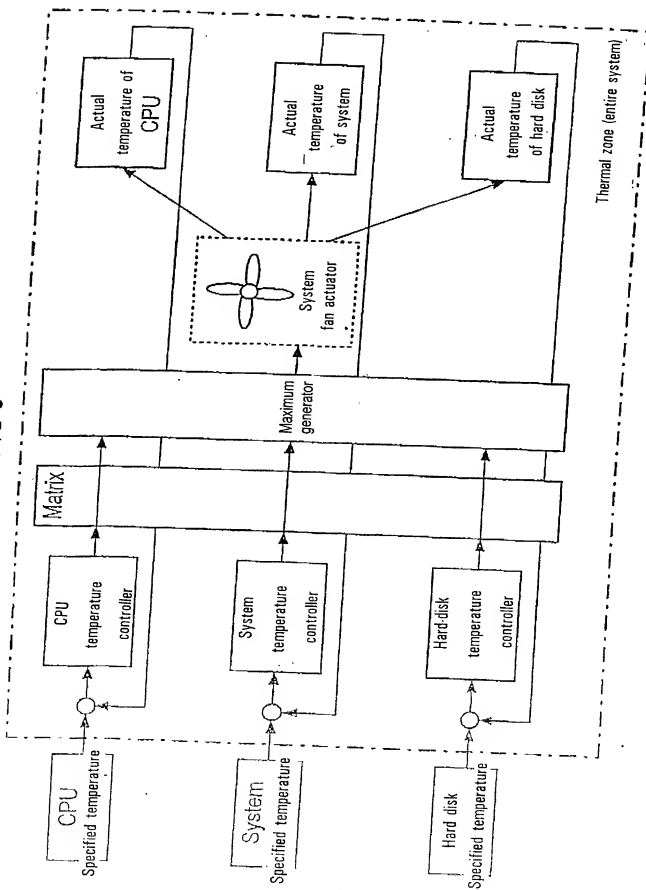 CPU
Specified temperature
System
Specified temperature
Hard disk
Specified temperature
CPU
temperature
controller
System
temperature
controller
Hard-disk
temperature
controller
Matrix
Maximum
generator
System
fan actuator
Actual
temperature of
CPU
Actual
temperature
of system
Actual
temperature
of hard disk
Thermal zone (entire system)